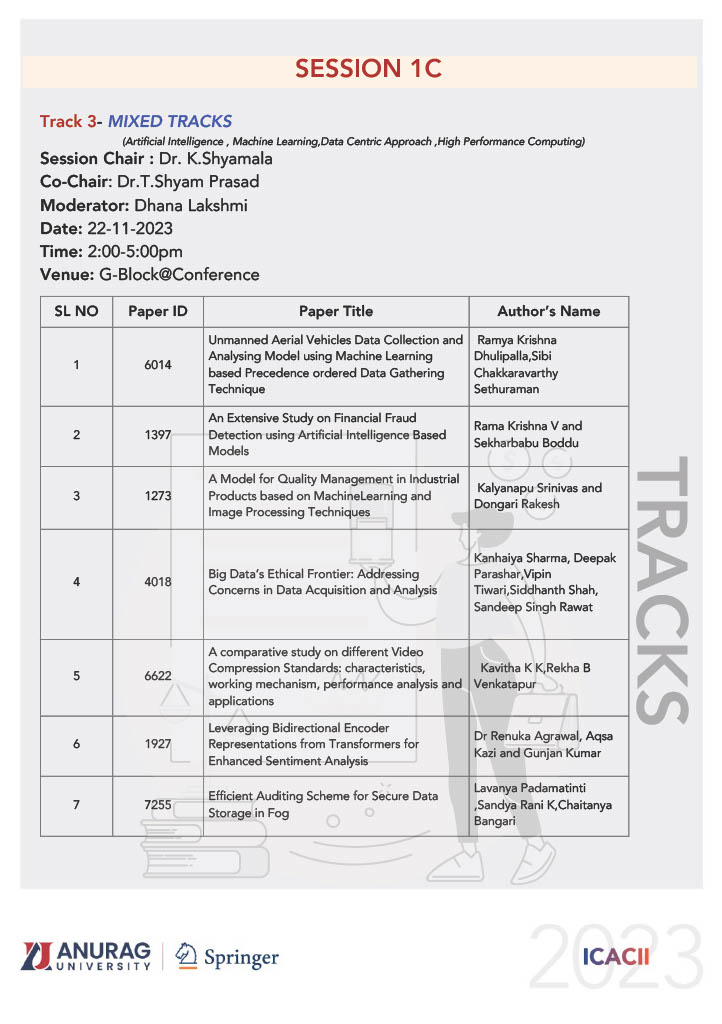 SESSION 1C
Track 3- MIXED TRACKS
(Artificial Intelligence , Machine Learning,Data Centric Approach ,High Performance Computing)
Session Chair : Dr. K.Shyamala
Co-Chair: Dr.T.Shyam Prasad
Moderator: Dhana Lakshmi
Date: 22-11-2023
Time: 2:00-5:00pm
Venue: G-Block@Conference
SL NO Paper ID Paper Title Author's Name
1 6014
Unmanned Aerial Vehicles Data Collection and
Analysing Model using Machine Learning
based Precedence ordered Data Gathering
Technique
Ramya Krishna
Dhulipalla,Sibi
Chakkaravarthy
Sethuraman
2 1397
An Extensive Study on Financial Fraud
Detection using Artificial Intelligence Based
Models
Rama Krishna V and
Sekharbabu Boddu
3 1273
A Model for Quality Management in Industrial
Products based on MachineLearning and
Image Processing Techniques
Kalyanapu Srinivas and
Dongari Rakesh
4 4018
Big Data's Ethical Frontier: Addressing
Concerns in Data Acquisition and Analysis
Kanhaiya Sharma, Deepak
Parashar,Vipin
Tiwari,Siddhanth Shah,
Sandeep Singh Rawat
5 6622
A comparative study on different Video
Compression Standards: characteristics,
working mechanism, performance analysis and
applications
Kavitha K K,Rekha B
Venkatapur
6 1927
Leveraging Bidirectional Encoder
Representations from Transformers for
Enhanced Sentiment Analysis
Dr Renuka Agrawal, Aqsa
Kazi and Gunjan Kumar
7 7255
Efficient Auditing Scheme for Secure Data
Storage in Fog
Lavanya Padamatinti
,Sandya Rani K,Chaitanya
Bangari
TRACKS
ANURAG
UNIVERSITY
Springer
2023
ICACII